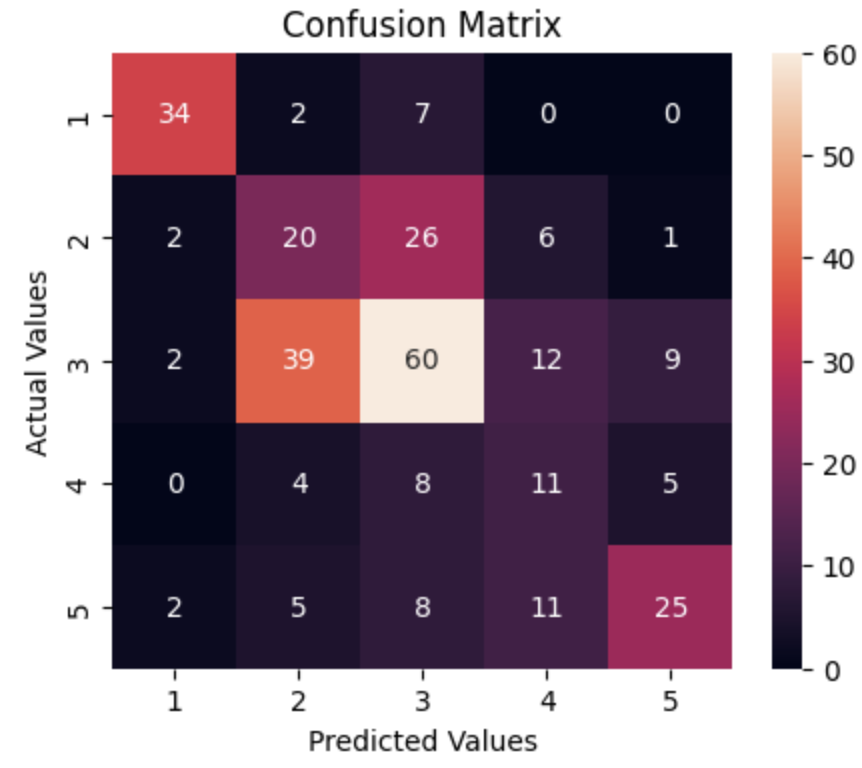 Confusion Matrix
Actual Values
1 34 2 7 0 0
2 2 20 26 6 1
3 2 39 60 12 9
4 0 4 8 11 5
5 2 5 8 11 25
1 2 3 4 5
Predicted Values
60
50
40
30
20
10
0